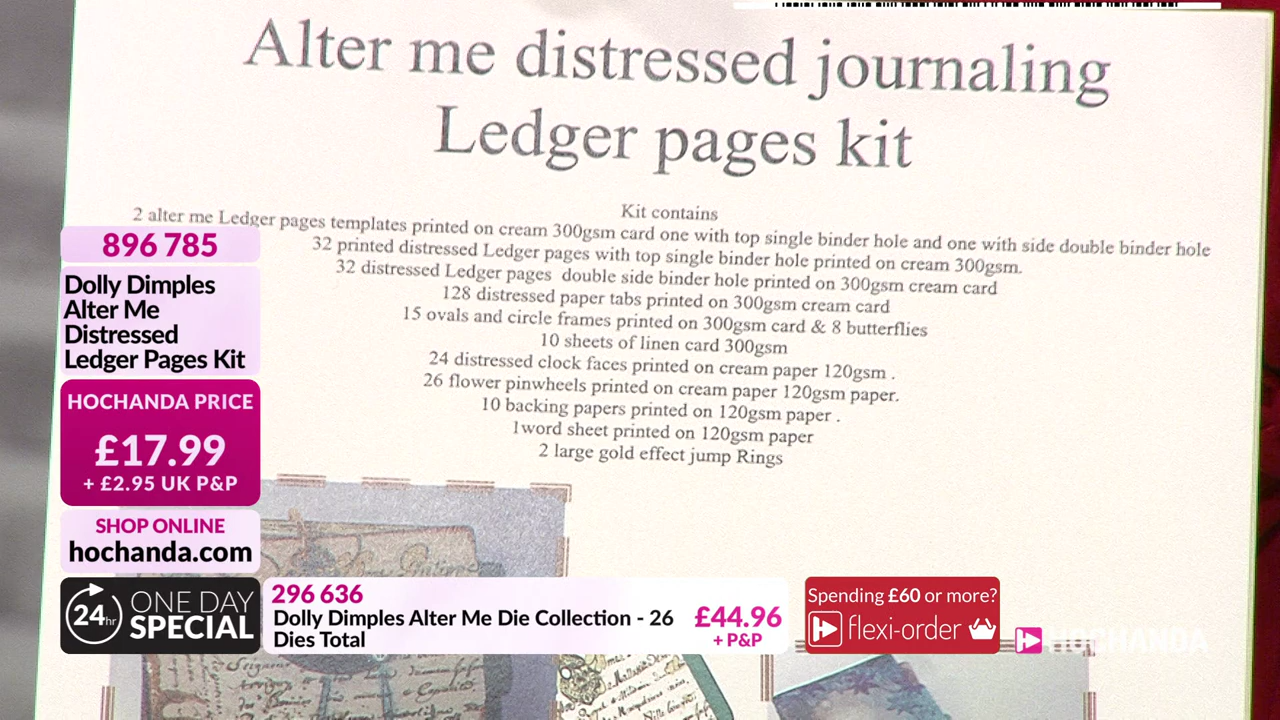 Alter me distressed journaling
Ledger pages kit
Kit contains
2 alter me Ledger pages templates printed on cream 300gsm card one with top single binder hole and one with side double binder hole
32 printed distressed Ledger pages with top single binder hole printed on cream 300gsm.
32 distressed Ledger pages double side binder hole printed on 300gsm cream card
128 distressed paper tabs printed on 300gsm cream card
15 ovals and circle frames printed on 300gsm card & 8 butterflies
10 sheets of linen card 300gsm
24 distressed clock faces printed on cream paper 120gsm .
26 flower pinwheels printed on cream paper 120gsm paper.
10 backing papers printed on 120gsm paper .
1word sheet printed on 120gsm paper
2 large gold effect jump Rings
896 785
Dolly Dimples
Alter Me
Distressed
Ledger Pages Kit
HOCHANDA PRICE
£17.99
+ £2.95 UK P&P
SHOP ONLINE
hochanda.com
24hr
ONE DAY
SPECIAL
296 636
Dolly Dimples Alter Me Die Collection - 26
Dies Total
£44.96
+ P&P
Spending £60 or more?
flexi-order
HOCHANDA